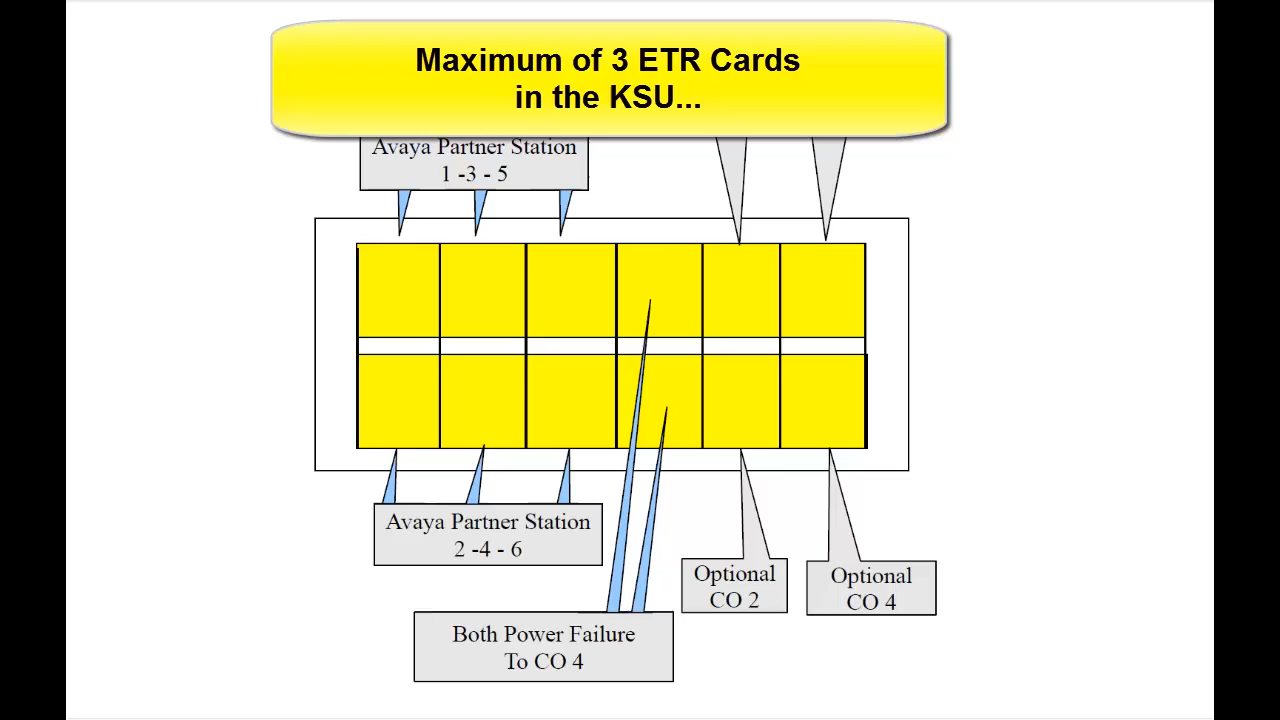 Maximum of 3 ETR Cards
in the KSU...
Avaya Partner Station
1 -3 - 5
Avaya Partner Station
2 -4 - 6
Optional
CO 2
Optional
CO 4
Both Power Failure
To CO 4